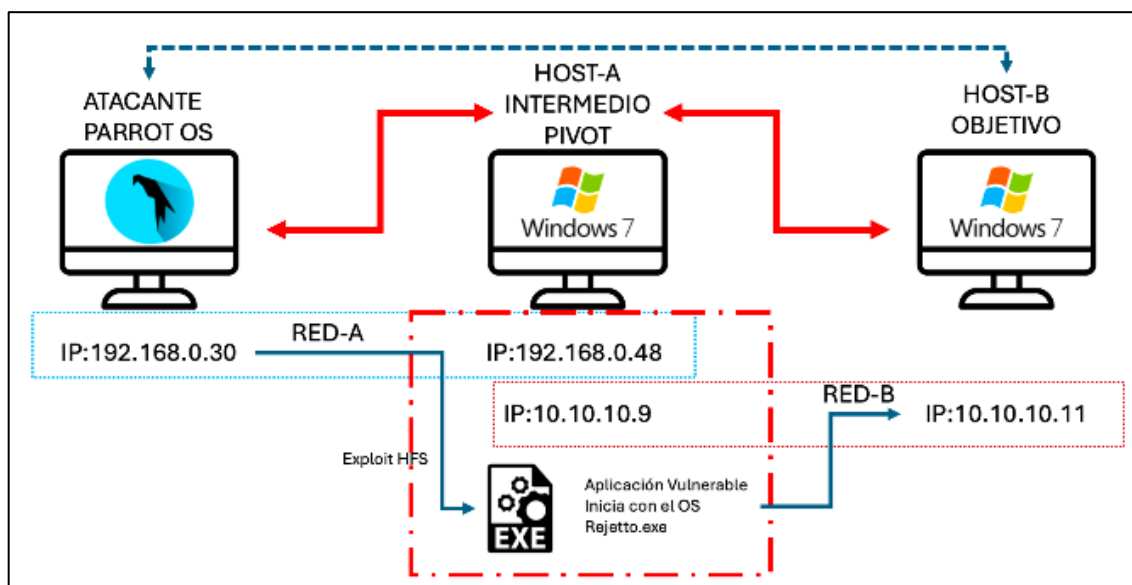 ATACANTE
PARROT OS
HOST-A
INTERMEDIO
PIVOT
HOST-B
OBJETIVO
Windows 7
Windows 7
RED-A
IP:192.168.0.30
IP:192.168.0.48
RED-B
IP:10.10.10.9
IP:10.10.10.11
Exploit HFS
EXE
Aplicación Vulnerable
Inicia con el OS
Rejetto.exe